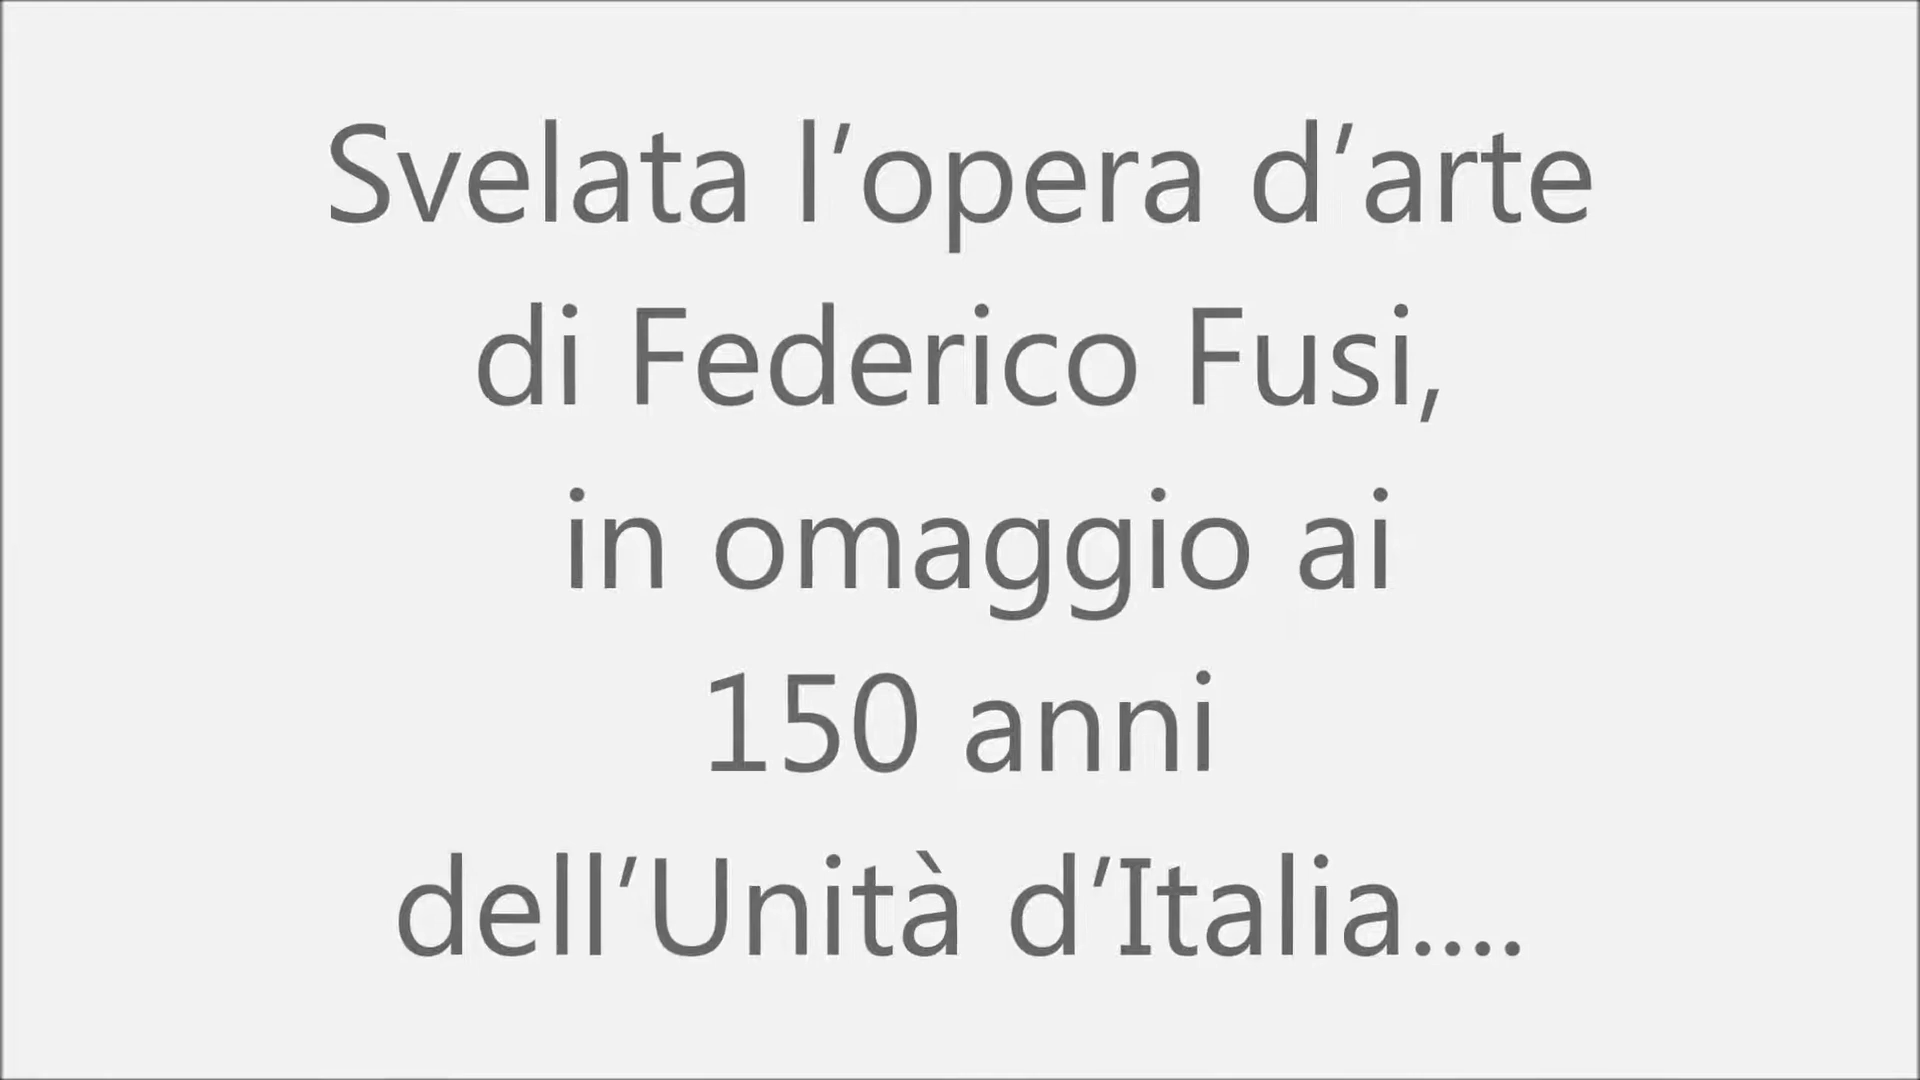 Svelata l’opera d’arte
di Federico Fusi,
in omaggio ai
150 anni
dell’Unità d’Italia....